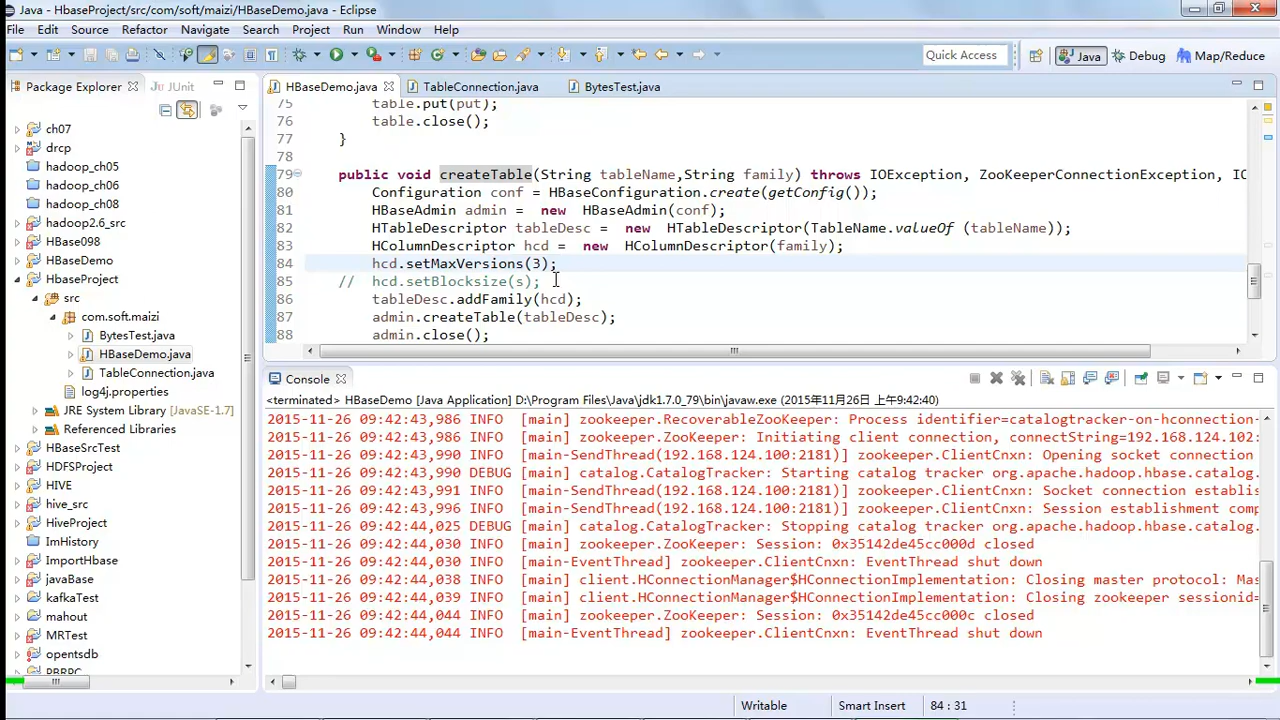 Java - HbaseProject/src/com/soft/maizi/HBaseDemo.java - Eclipse
File Edit Source Refactor Navigate Search Project Run Window Help
Quick Access Java Debug Map/Reduce
Package Explorer JUnit
HBaseDemo.java TableConnection.java BytesTest.java
ch07
drcp
hadoop_ch05
hadoop_ch06
hadoop_ch08
hadoop2.6_src
HBase098
HBaseDemo
HbaseProject
src
com.soft.maizi
BytesTest.java
HBaseDemo.java
TableConnection.java
log4j.properties
JRE System Library [JavaSE-1.7]
Referenced Libraries
HBaseSrcTest
HDFSProject
HIVE
hive_src
HiveProject
ImHistory
ImportHbase
javaBase
kafkaTest
mahout
MRTest
opentsdb
PBRPC
75 table.put(put);
76 table.close();
77 }
78
79 public void createTable(String tableName,String family) throws IOException, ZooKeeperConnectionException, IO
80 Configuration conf = HBaseConfiguration.create(getConfig());
81 HBaseAdmin admin = new HBaseAdmin(conf);
82 HTableDescriptor tableDesc = new HTableDescriptor(TableName.valueOf (tableName));
83 HColumnDescriptor hcd = new HColumnDescriptor(family);
84 hcd.setMaxVersions(3);
85 // hcd.setBlocksize(s);
86 tableDesc.addFamily(hcd);
87 admin.createTable(tableDesc);
88 admin.close();
Console
<terminated> HBaseDemo [Java Application] D:\Program Files\Java\jdk1.7.0_79\bin\javaw.exe (2015年11月26日 上午9:42:40)
2015-11-26 09:42:43,986 INFO [main] zookeeper.RecoverableZooKeeper: Process identifier=catalogtracker-on-hconnection-
2015-11-26 09:42:43,986 INFO [main] zookeeper.ZooKeeper: Initiating client connection, connectString=192.168.124.102:
2015-11-26 09:42:43,990 INFO [main-SendThread(192.168.124.100:2181)] zookeeper.ClientCnxn: Opening socket connection
2015-11-26 09:42:43,990 DEBUG [main] catalog.CatalogTracker: Starting catalog tracker org.apache.hadoop.hbase.catalog.
2015-11-26 09:42:43,991 INFO [main-SendThread(192.168.124.100:2181)] zookeeper.ClientCnxn: Socket connection establis
2015-11-26 09:42:43,996 INFO [main-SendThread(192.168.124.100:2181)] zookeeper.ClientCnxn: Session establishment comp
2015-11-26 09:42:44,025 DEBUG [main] catalog.CatalogTracker: Stopping catalog tracker org.apache.hadoop.hbase.catalog.
2015-11-26 09:42:44,030 INFO [main] zookeeper.ZooKeeper: Session: 0x35142de45cc000d closed
2015-11-26 09:42:44,030 INFO [main-EventThread] zookeeper.ClientCnxn: EventThread shut down
2015-11-26 09:42:44,038 INFO [main] client.HConnectionManager$HConnectionImplementation: Closing master protocol: Mas
2015-11-26 09:42:44,039 INFO [main] client.HConnectionManager$HConnectionImplementation: Closing zookeeper sessionid=
2015-11-26 09:42:44,044 INFO [main] zookeeper.ZooKeeper: Session: 0x35142de45cc000c closed
2015-11-26 09:42:44,044 INFO [main-EventThread] zookeeper.ClientCnxn: EventThread shut down
Writable Smart Insert 84 : 31